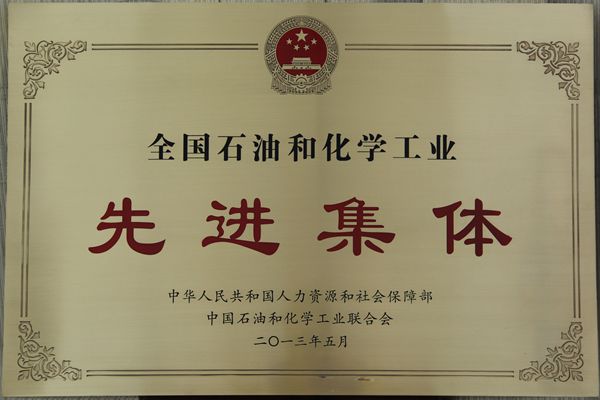 全国石油和化学工业
先进集体
中华人民共和国人力资源和社会保障部
中国石油和化学工业联合会
二〇一三年五月